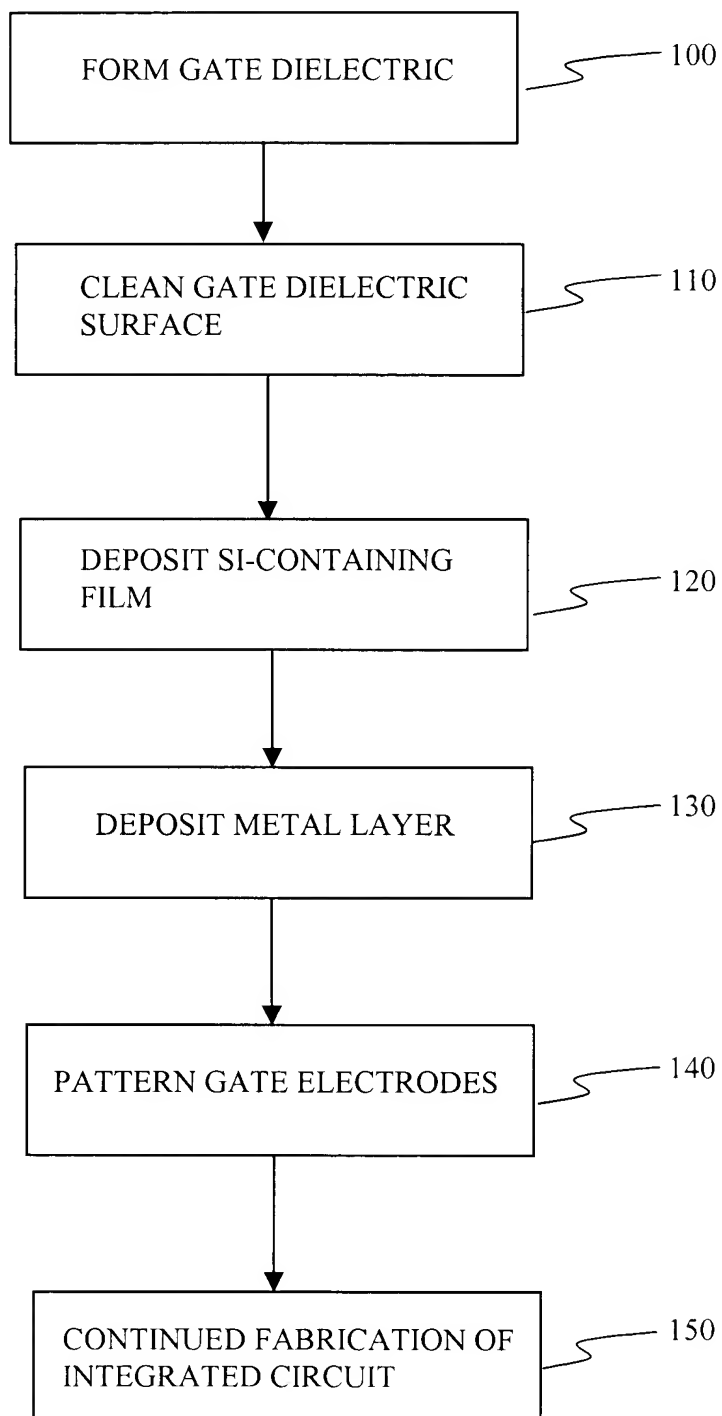 FORM GATE DIELECTRIC
100
CLEAN GATE DIELECTRIC
SURFACE
110
DEPOSIT SI-CONTAINING
FILM
120
DEPOSIT METAL LAYER
130
PATTERN GATE ELECTRODES
140
CONTINUED FABRICATION OF
INTEGRATED CIRCUIT
150